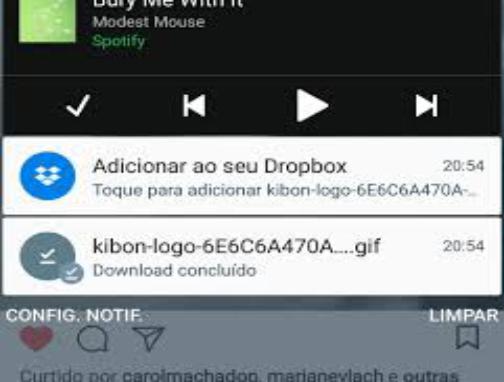 Bury Me With It
Modest Mouse
Spotify
Adicionar ao seu Dropbox 20:54
Toque para adicionar kibon-logo-6E6C6A470A-...
kibon-logo-6E6C6A470A....gif 20:54
Download concluído
CONFIG. NOTIF. LIMPAR
Curtido por carolmachadop, marianevlach e outras